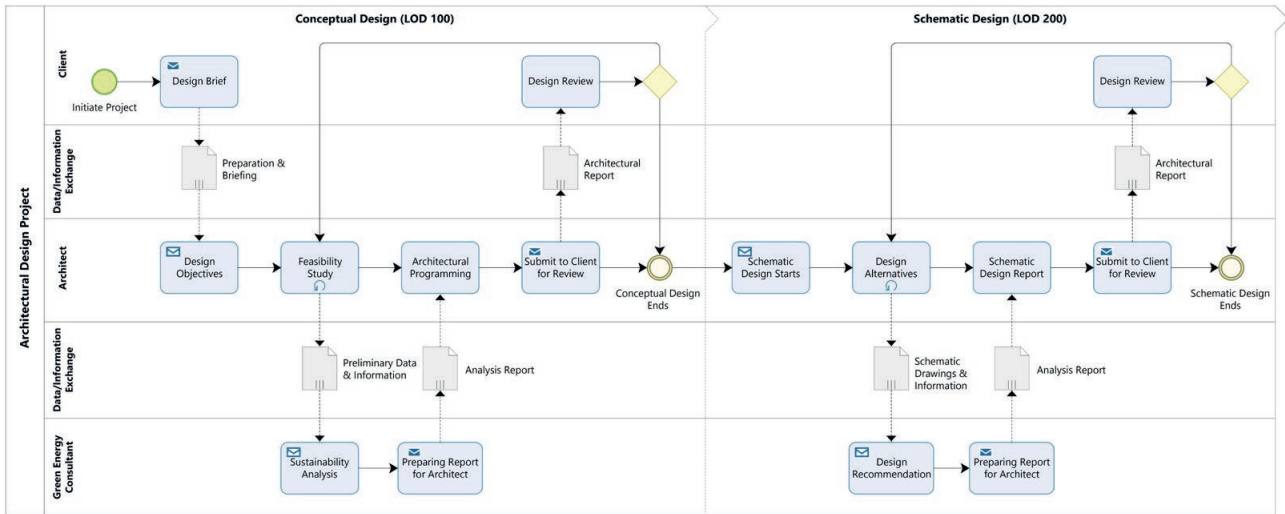 Conceptual Design (LOD 100)
Schematic Design (LOD 200)
Architectural Design Project
Client
Initiate Project
Design Brief
Design Review
Design Review
Data/Information
Exchange
Preparation &
Briefing
Architectural
Report
Architectural
Report
Architect
Design
Objectives
Feasibility
Study
Architectural
Programming
Submit to Client
for Review
Conceptual Design
Ends
Schematic
Design Starts
Design
Alternatives
Schematic
Design Report
Submit to Client
for Review
Schematic Design
Ends
Data/Information
Exchange
Preliminary Data
& Information
Analysis Report
Schematic
Drawings &
Information
Analysis Report
Green Energy
Consultant
Sustainability
Analysis
Preparing Report
for Architect
Design
Recommendation
Preparing Report
for Architect